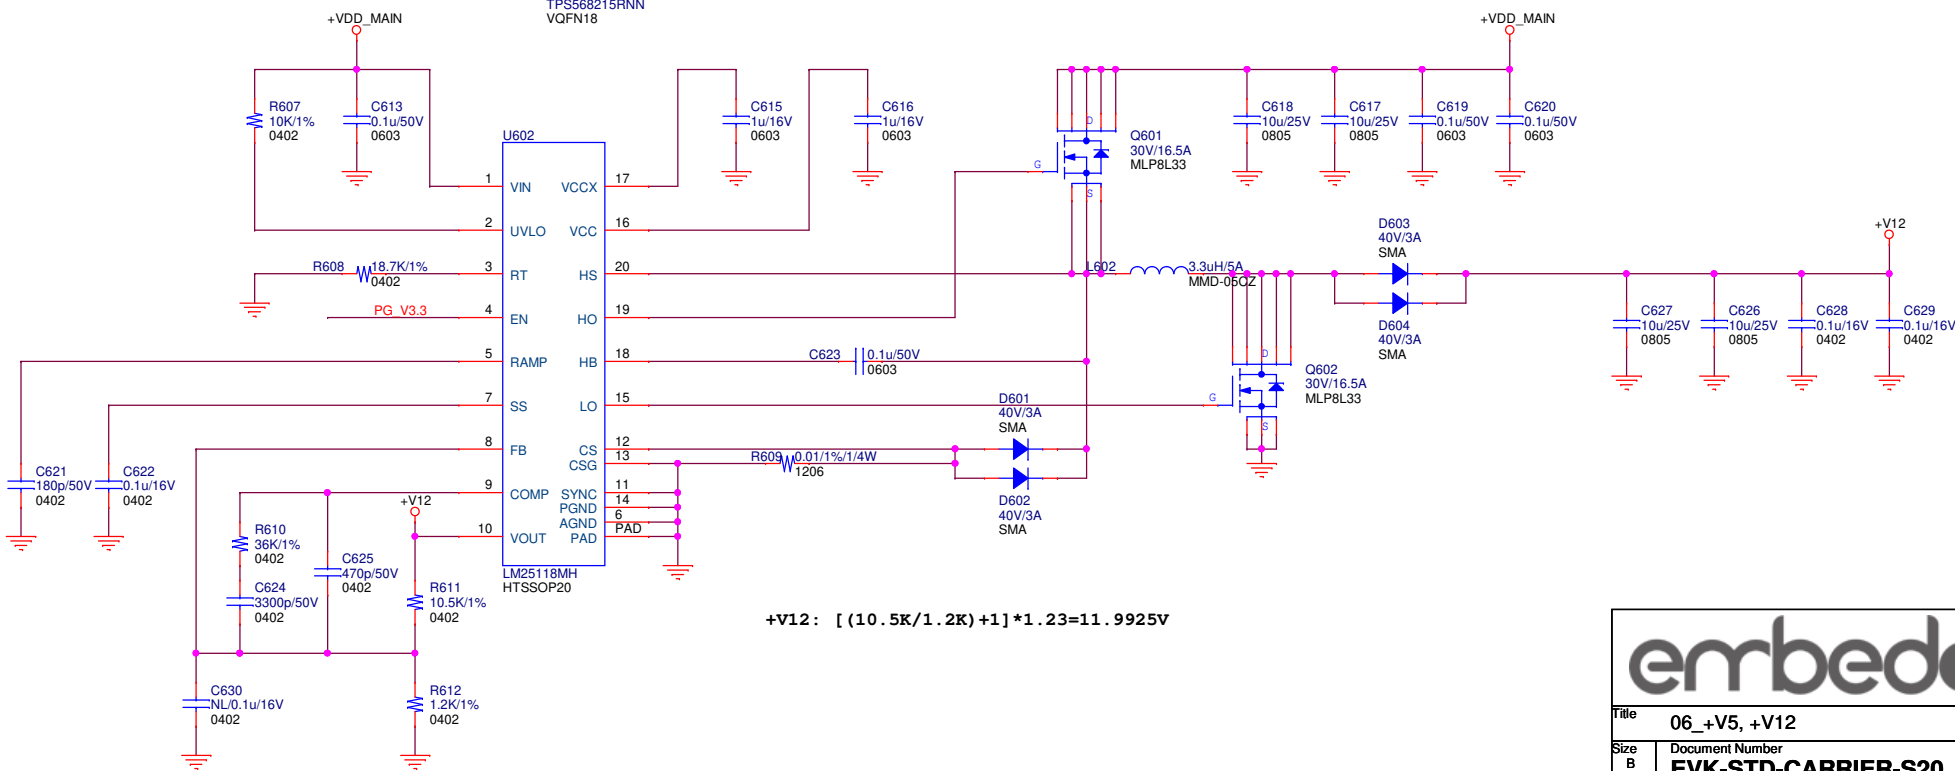 TPS568215RNN
VQFN18
+VDD_MAIN
+VDD_MAIN
R607
10K/1%
0402
C613
0.1u/50V
0603
C615
1u/16V
0603
C616
1u/16V
0603
C618
10u/25V
0805
C617
10u/25V
0805
C619
0.1u/50V
0603
C620
0.1u/50V
0603
U602
1 VIN
2 UVLO
3 RT
4 EN
5 RAMP
7 SS
8 FB
9 COMP
10 VOUT
VCCX 17
VCC 16
HS 20
HO 19
HB 18
LO 15
CS 12
CSG 13
SYNC 11
PGND 14
AGND 6
PAD PAD
LM25118MH
HTSSOP20
D
G
S
Q601
30V/16.5A
MLP8L33
R608
18.7K/1%
0402
PG_V3.3
L602
3.3uH/5A
MMD-05CZ
D603
40V/3A
SMA
D604
40V/3A
SMA
+V12
C627
10u/25V
0805
C626
10u/25V
0805
C628
0.1u/16V
0402
C629
0.1u/16V
0402
C623
0.1u/50V
0603
D
G
S
Q602
30V/16.5A
MLP8L33
D601
40V/3A
SMA
R609
0.01/1%/1/4W
1206
D602
40V/3A
SMA
C621
180p/50V
0402
C622
0.1u/16V
0402
+V12
R610
36K/1%
0402
C624
3300p/50V
0402
C625
470p/50V
0402
R611
10.5K/1%
0402
C630
NL/0.1u/16V
0402
R612
1.2K/1%
0402
+V12: [(10.5K/1.2K)+1]*1.23=11.9925V
embed
Title
06_+V5, +V12
Size
B
Document Number
EVK-STD-CARRIER-S20